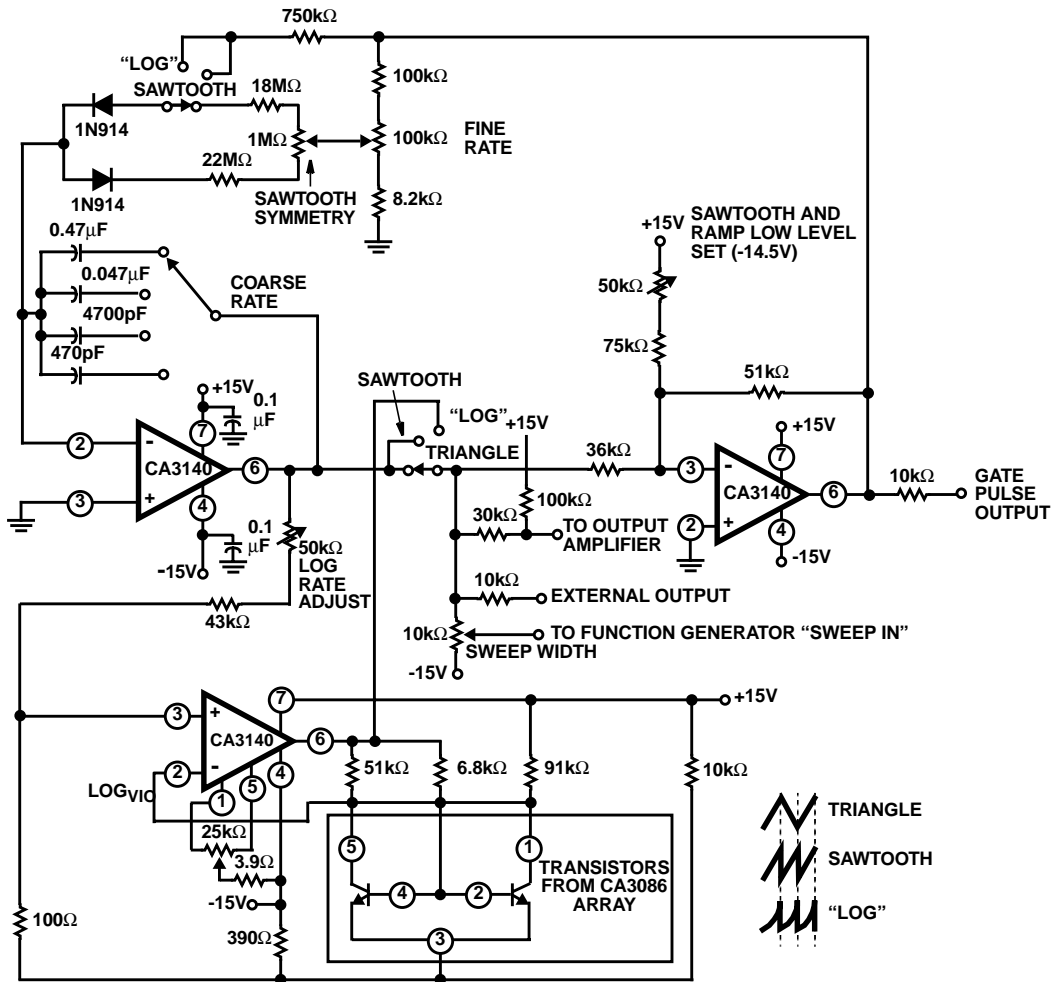 750kΩ
"LOG"
SAWTOOTH
18MΩ
100kΩ
1N914
1MΩ
100kΩ
FINE
RATE
22MΩ
1N914
SAWTOOTH
SYMMETRY
8.2kΩ
0.47μF
0.047μF
4700pF
470pF
COARSE
RATE
+15V
SAWTOOTH AND
RAMP LOW LEVEL
SET (-14.5V)
50kΩ
75kΩ
51kΩ
+15V
0.1
μF
7
2
-
CA3140
6
3
+
4
0.1
μF
-15V
SAWTOOTH
"LOG"
TRIANGLE
+15V
36kΩ
100kΩ
30kΩ
TO OUTPUT
AMPLIFIER
+15V
7
3
-
CA3140
6
2
+
4
-15V
10kΩ
GATE
PULSE
OUTPUT
50kΩ
LOG
RATE
ADJUST
43kΩ
10kΩ
EXTERNAL OUTPUT
10kΩ
TO FUNCTION GENERATOR "SWEEP IN"
SWEEP WIDTH
-15V
7
+15V
3
+
CA3140
6
2
-
4
5
1
LOGVIO
51kΩ
6.8kΩ
91kΩ
10kΩ
25kΩ
3.9Ω
-15V
100Ω
390Ω
5
1
4
2
3
TRANSISTORS
FROM CA3086
ARRAY
TRIANGLE
SAWTOOTH
"LOG"